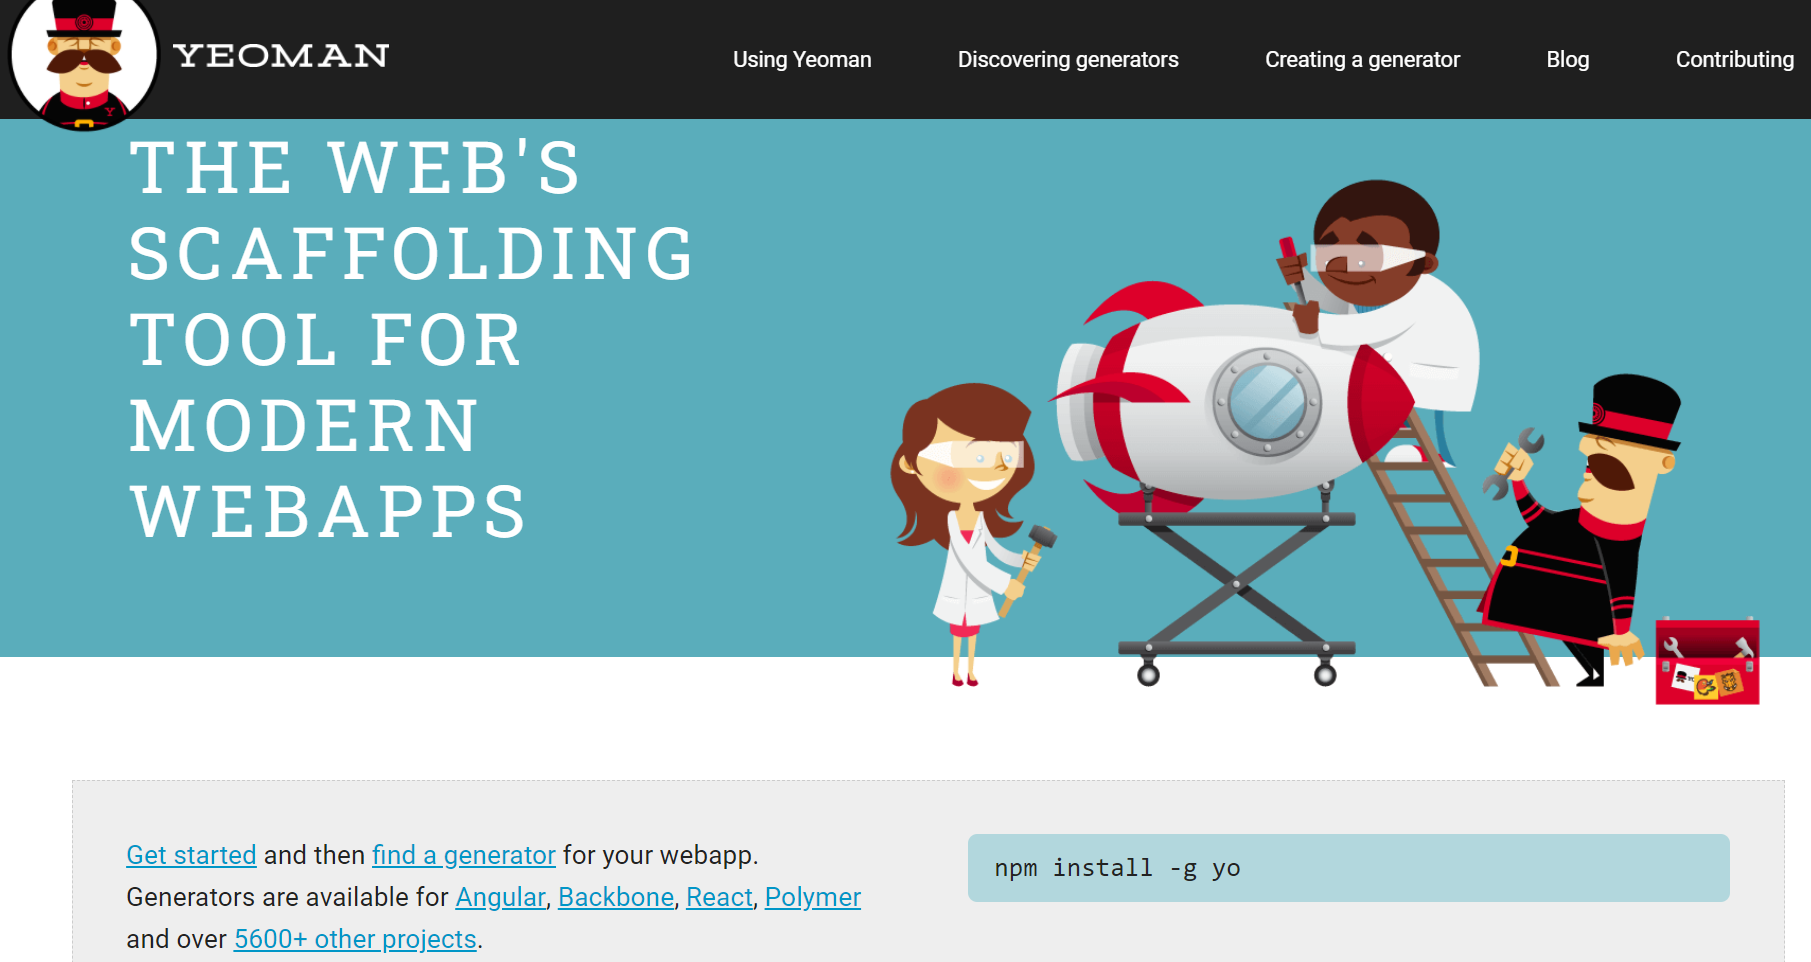 YEOMAN
Using Yeoman
Discovering generators
Creating a generator
Blog
Contributing
THE WEB'S
SCAFFOLDING
TOOL FOR
MODERN
WEBAPPS
Get started and then find a generator for your webapp.
Generators are available for Angular, Backbone, React, Polymer
and over 5600+ other projects.
npm install -g yo